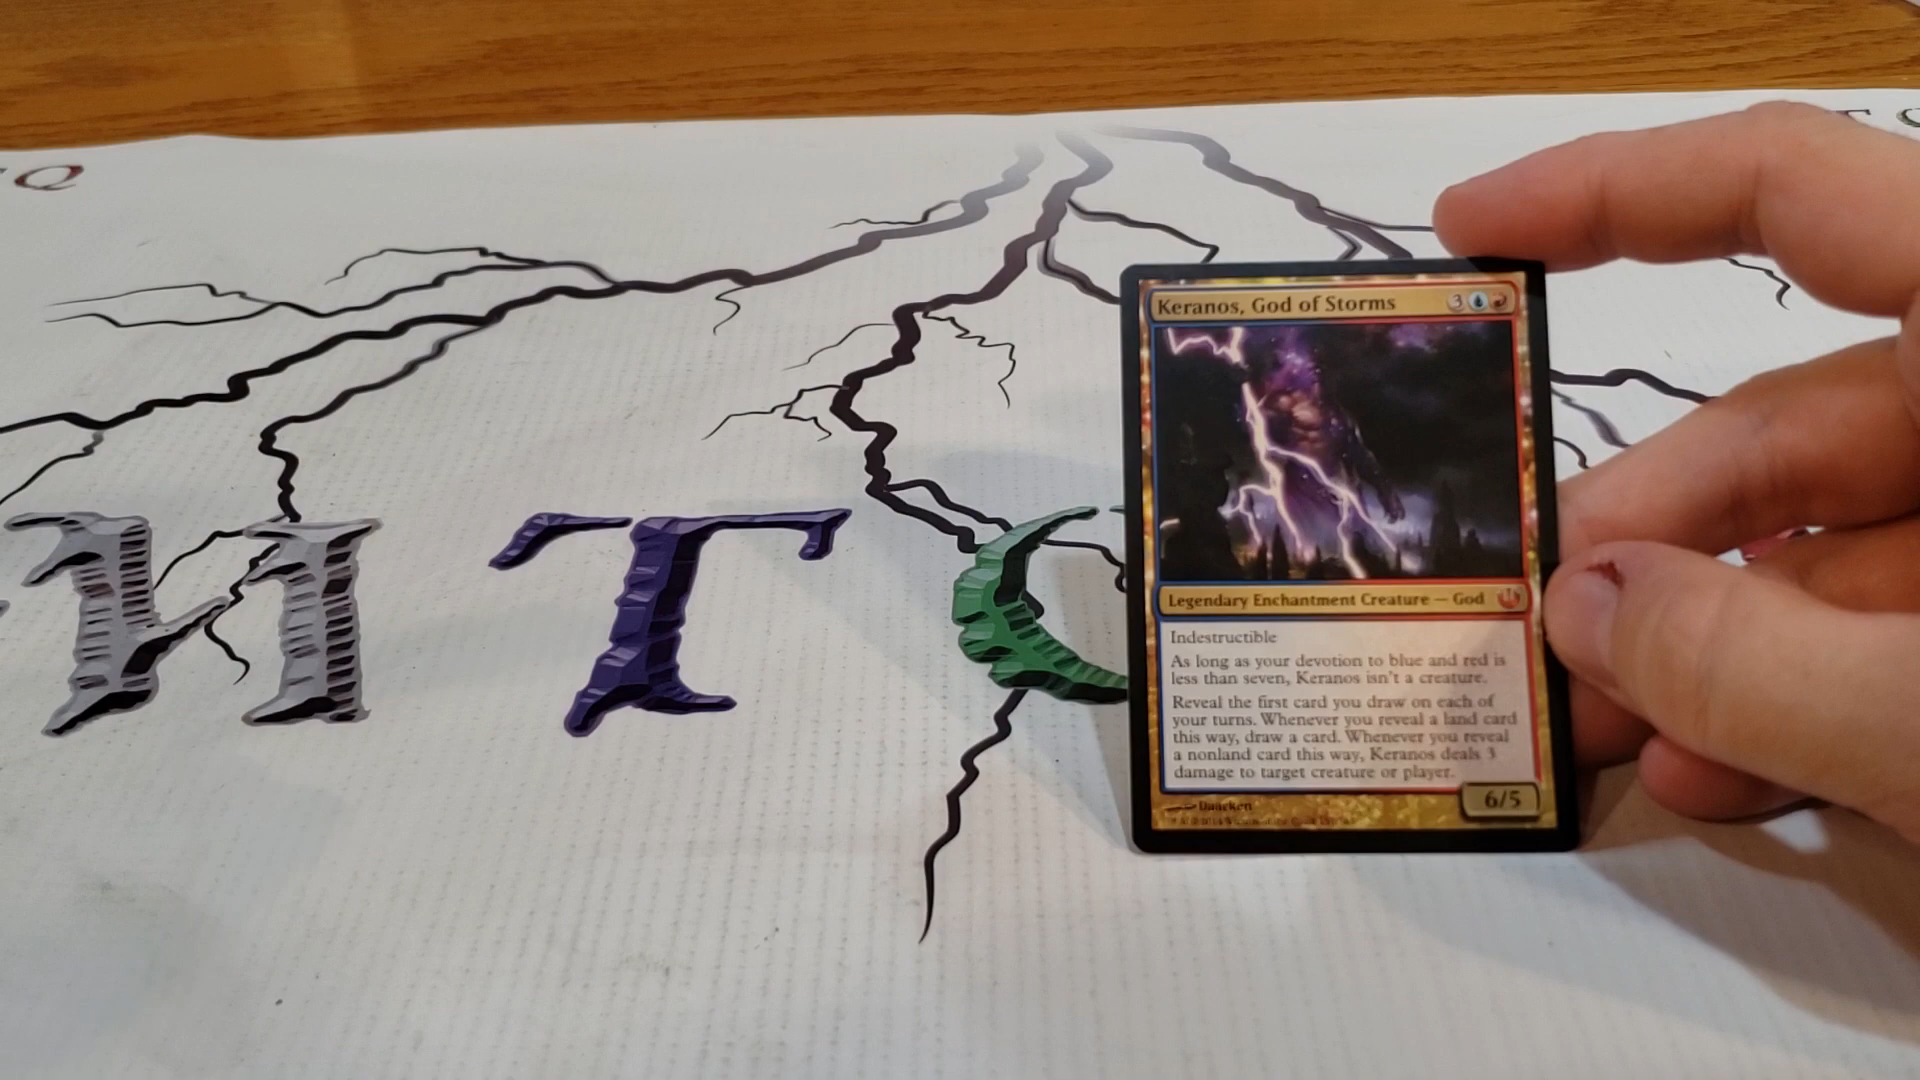 Q
T C
И T C
Keranos, God of Storms 3
Legendary Enchantment Creature — God
Indestructible
As long as your devotion to blue and red is
less than seven, Keranos isn't a creature.
Reveal the first card you draw on each of
your turns. Whenever you reveal a land card
this way, draw a card. Whenever you reveal
a nonland card this way, Keranos deals 3
damage to target creature or player.
6/5
Daarken